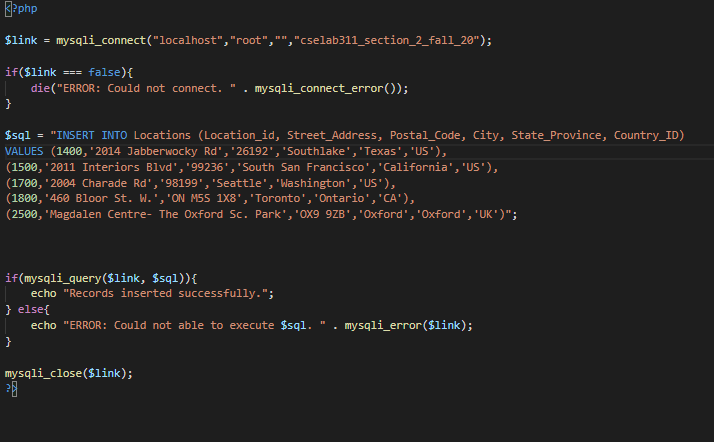 <?php
$link = mysqli_connect("localhost","root","","cselab311_section_2_fall_20");
if($link === false){
die("ERROR: Could not connect. " . mysqli_connect_error());
}
$sql = "INSERT INTO Locations (Location_id, Street_Address, Postal_Code, City, State_Province, Country_ID)
VALUES (1400,'2014 Jabberwocky Rd','26192','Southlake','Texas','US'),
(1500,'2011 Interiors Blvd','99236','South San Francisco','California','US'),
(1700,'2004 Charade Rd','98199','Seattle','Washington','US'),
(1800,'460 Bloor St. W.','ON M5S 1X8','Toronto','Ontario','CA'),
(2500,'Magdalen Centre- The Oxford Sc. Park','OX9 9ZB','Oxford','Oxford','UK')";
if(mysqli_query($link, $sql)){
echo "Records inserted successfully.";
} else{
echo "ERROR: Could not able to execute $sql. " . mysqli_error($link);
}
mysqli_close($link);
?>